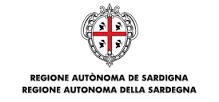 REGIONE AUTÒNOMA DE SARDIGNA
REGIONE AUTONOMA DELLA SARDEGNA